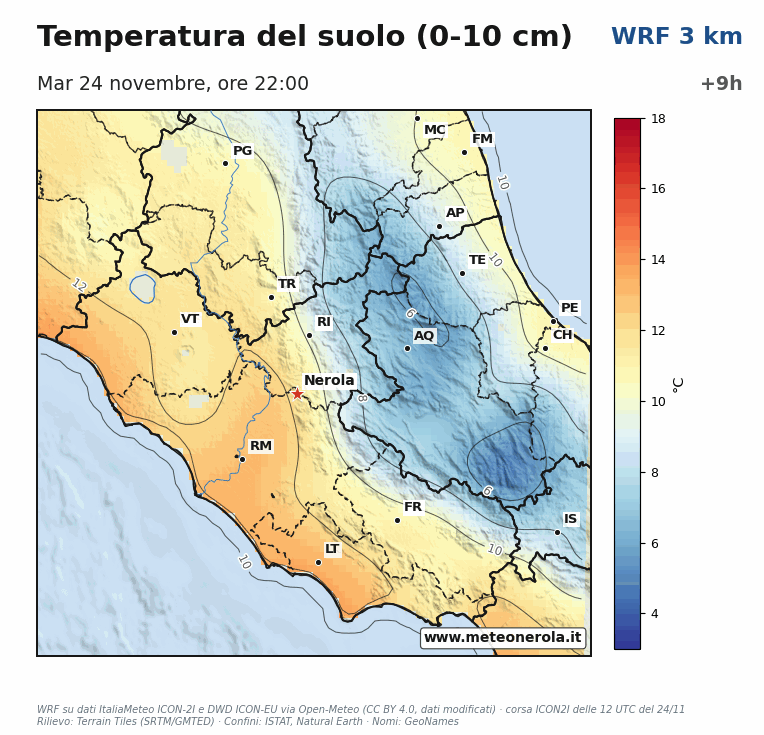 Temperatura del suolo (0-10 cm)
WRF 3 km
Mar 24 novembre, ore 22:00
+9h
MC
FM
PG
10
AP
TE
10
12
TR
6
PE
VT
RI
AQ
CH
Nerola
8
RM
6
FR
IS
10
LT
10
www.meteonerola.it
18
16
14
12
10
8
6
4
°C
WRF su dati ItaliaMeteo ICON-2I e DWD ICON-EU via Open-Meteo (CC BY 4.0, dati modificati) · corsa ICON2I delle 12 UTC del 24/11
Rilievo: Terrain Tiles (SRTM/GMTED) · Confini: ISTAT, Natural Earth · Nomi: GeoNames